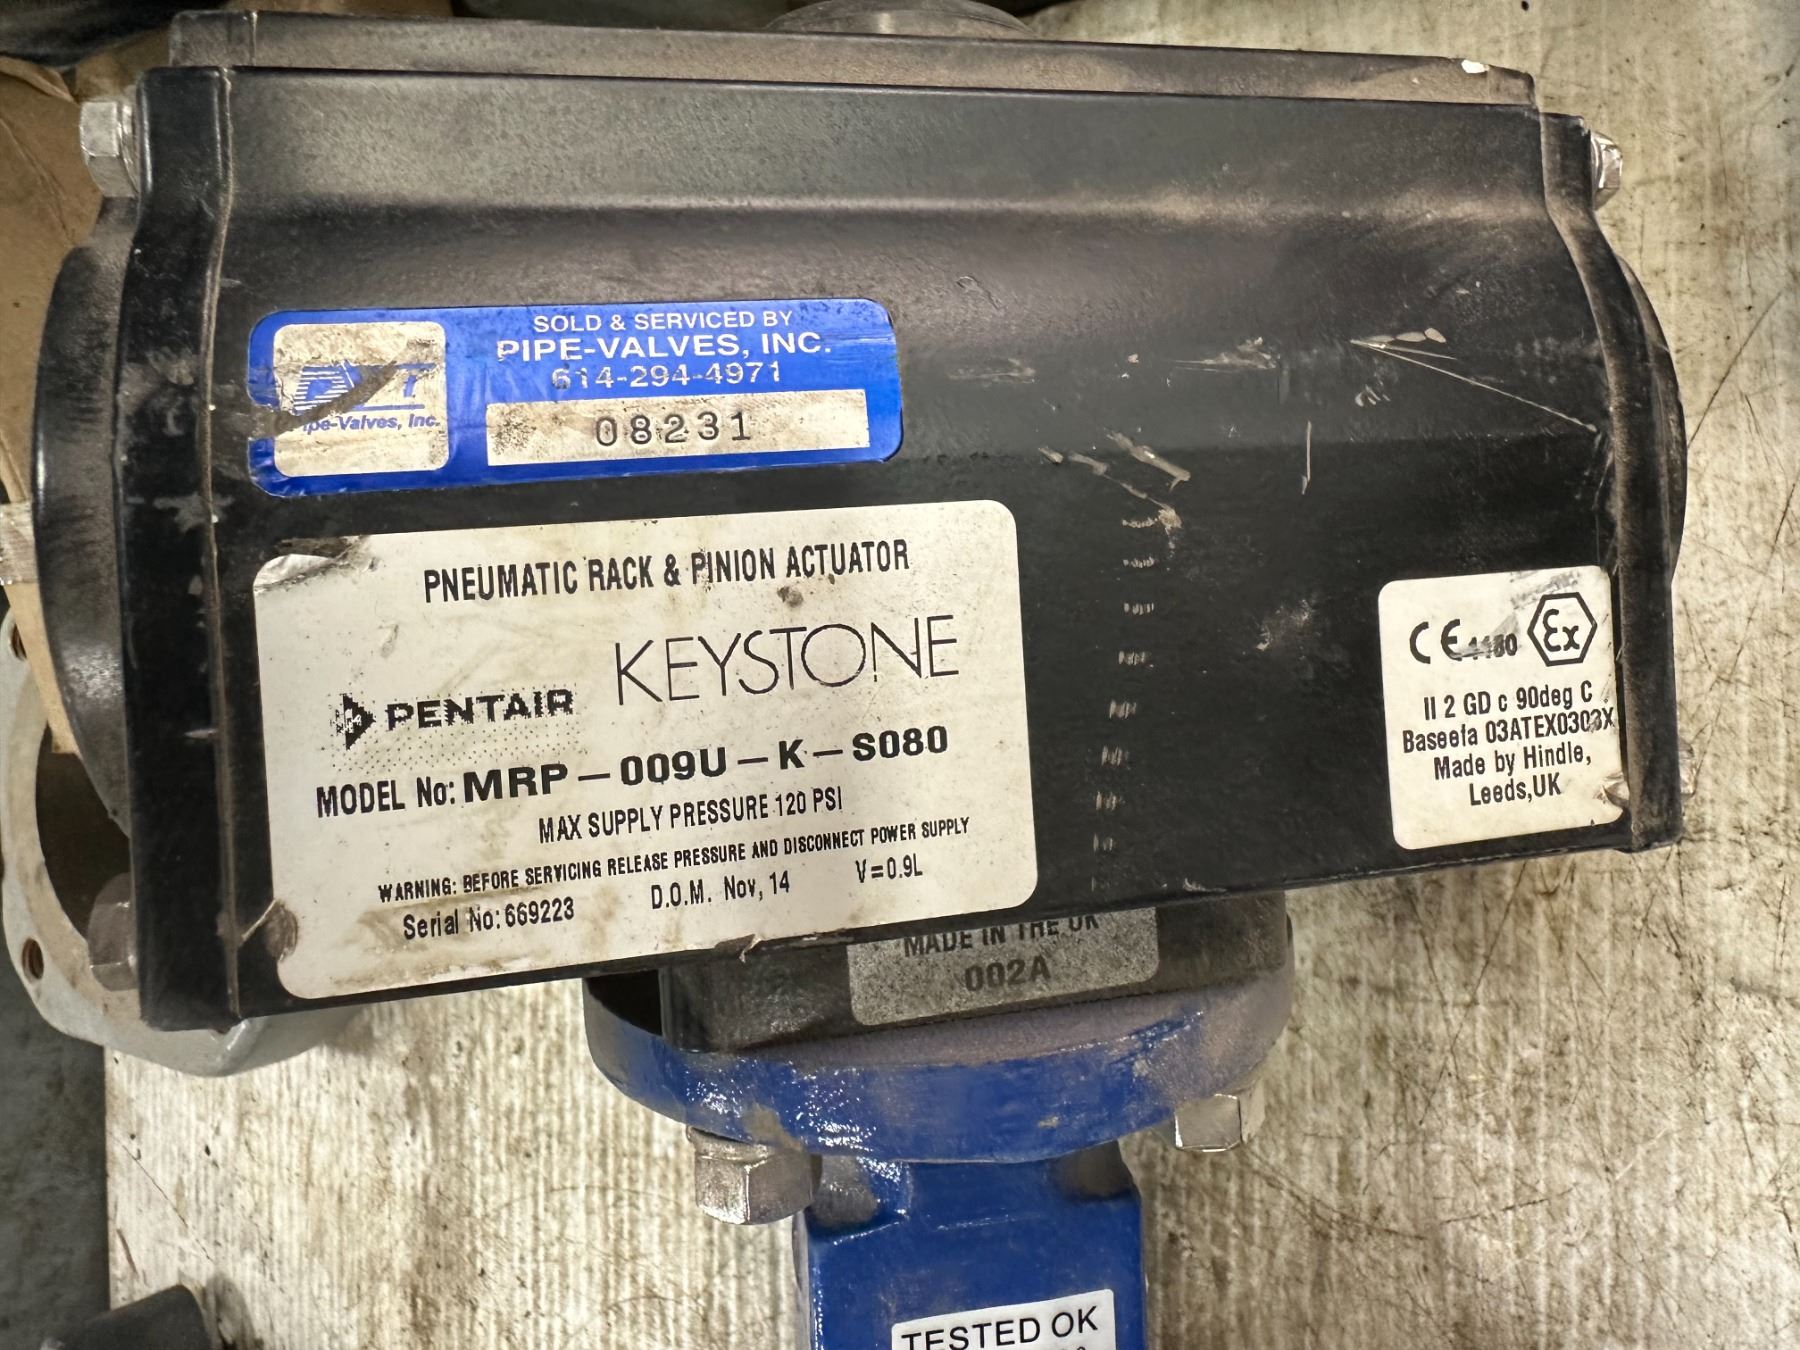 SOLD & SERVICED BY
PIPE-VALVES, INC.
614-294-4971
Pipe-Valves, Inc.
08231
PNEUMATIC RACK & PINION ACTUATOR
PENTAIR KEYSTONE
MODEL No: MRP-009U-K-S080
MAX SUPPLY PRESSURE 120 PSI
WARNING: BEFORE SERVICING RELEASE PRESSURE AND DISCONNECT POWER SUPPLY
Serial No: 669223 D.O.M. Nov, 14 V=0.9L
CE 1180 Ex
II 2 GD c 90deg C
Baseefa 03ATEX0303X
Made by Hindle,
Leeds,UK
MADE IN THE UK
002A
TESTED OK